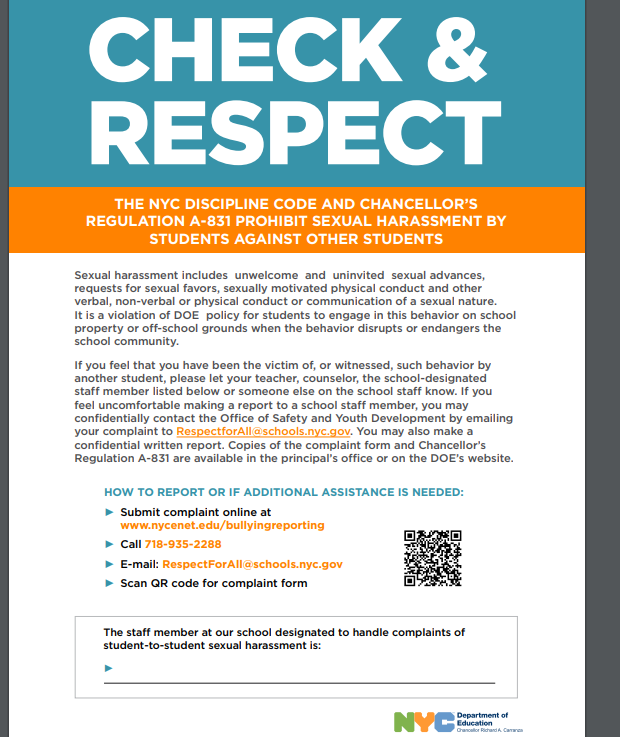 CHECK &
RESPECT
THE NYC DISCIPLINE CODE AND CHANCELLOR'S
REGULATION A-831 PROHIBIT SEXUAL HARASSMENT BY
STUDENTS AGAINST OTHER STUDENTS
Sexual harassment includes unwelcome and uninvited sexual advances,
requests for sexual favors, sexually motivated physical conduct and other
verbal, non-verbal or physical conduct or communication of a sexual nature.
It is a violation of DOE policy for students to engage in this behavior on school
property or off-school grounds when the behavior disrupts or endangers the
school community.
If you feel that you have been the victim of, or witnessed, such behavior by
another student, please let your teacher, counselor, the school-designated
staff member listed below or someone else on the school staff know. If you
feel uncomfortable making a report to a school staff member, you may
confidentially contact the Office of Safety and Youth Development by emailing
your complaint to RespectforAll@schools.nyc.gov. You may also make a
confidential written report. Copies of the complaint form and Chancellor's
Regulation A-831 are available in the principal's office or on the DOE's website.
HOW TO REPORT OR IF ADDITIONAL ASSISTANCE IS NEEDED:
► Submit complaint online at
www.nycenet.edu/bullyingreporting
► Call 718-935-2288
► E-mail: RespectForAll@schools.nyc.gov
► Scan QR code for complaint form
The staff member at our school designated to handle complaints of
student-to-student sexual harassment is:
►
NYC Department of
Education
Chancellor Richard A. Carranza